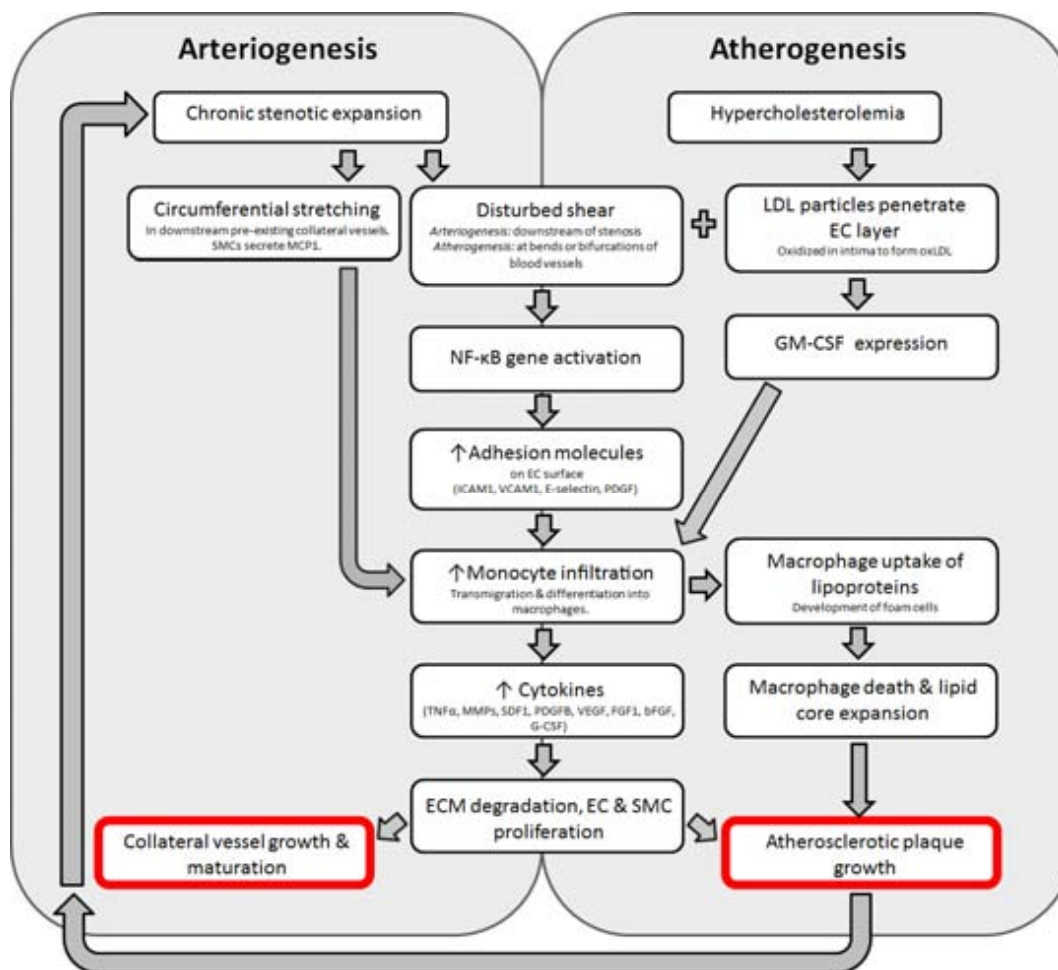 Arteriogenesis
Atherogenesis
Chronic stenotic expansion
Hypercholesterolemia
Circumferential stretching
In downstream pre-existing collateral vessels.
SMCs secrete MCP1.
Disturbed shear
Arteriogenesis: downstream of stenosis
Atherogenesis: at bends or bifurcations of
blood vessels
LDL particles penetrate
EC layer
Oxidized in intima to form oxLDL
NF-κB gene activation
GM-CSF expression
↑Adhesion molecules
on EC surface
(ICAM1, VCAM1, E-selectin, PDGF)
↑Monocyte infiltration
Transmigration & differentiation into
macrophages.
Macrophage uptake of
lipoproteins
Development of foam cells
↑ Cytokines
(TNFα, MMPs, SDF1, PDGFB, VEGF, FGF1, bFGF,
G-CSF)
Macrophage death & lipid
core expansion
ECM degradation, EC & SMC
proliferation
Collateral vessel growth &
maturation
Atherosclerotic plaque
growth